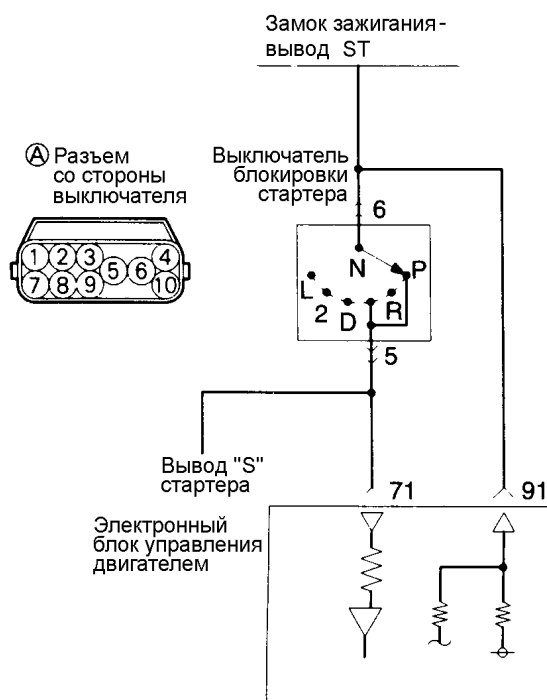 Замок зажигания-
вывод ST
Ⓐ Разъем
со стороны
выключателя
Выключатель
блокировки
стартера
6
1 2 3 5 6 4
7 8 9 10
N
P
L
2
D
R
5
Вывод "S"
стартера
71
91
Электронный
блок управления
двигателем